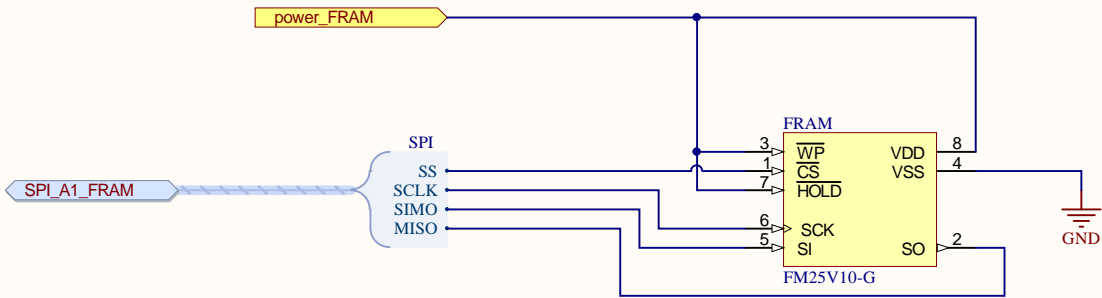 power_FRAM
FRAM
SPI
3 WP VDD 8
SS 1 CS VSS 4
SPI_A1_FRAM SCLK 7 HOLD
SIMO
MISO 6 SCK
GND
5 SI SO 2
FM25V10-G